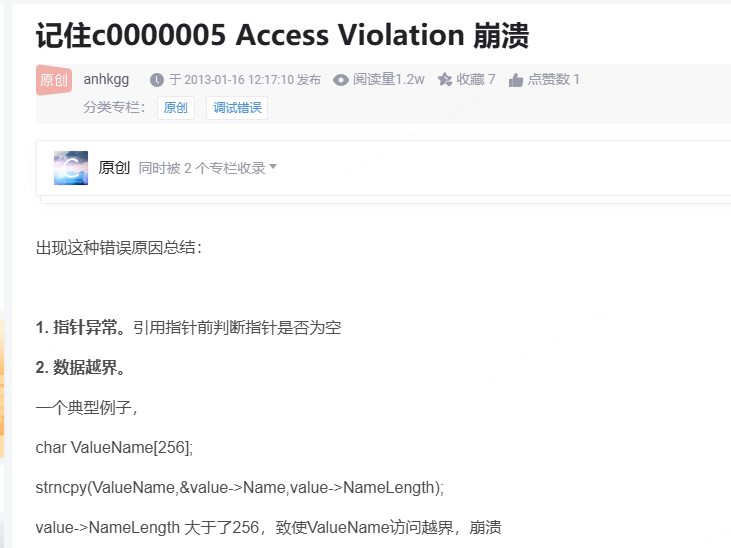 记住c0000005 Access Violation 崩溃
原创 anhkgg 于 2013-01-16 12:17:10 发布 阅读量1.2w 收藏 7 点赞数 1
分类专栏： 原创 调试错误
原创 同时被 2 个专栏收录
出现这种错误原因总结：
1. 指针异常。引用指针前判断指针是否为空
2. 数据越界。
一个典型例子，
char ValueName[256];
strncpy(ValueName,&value->Name,value->NameLength);
value->NameLength 大于了256，致使ValueName访问越界，崩溃